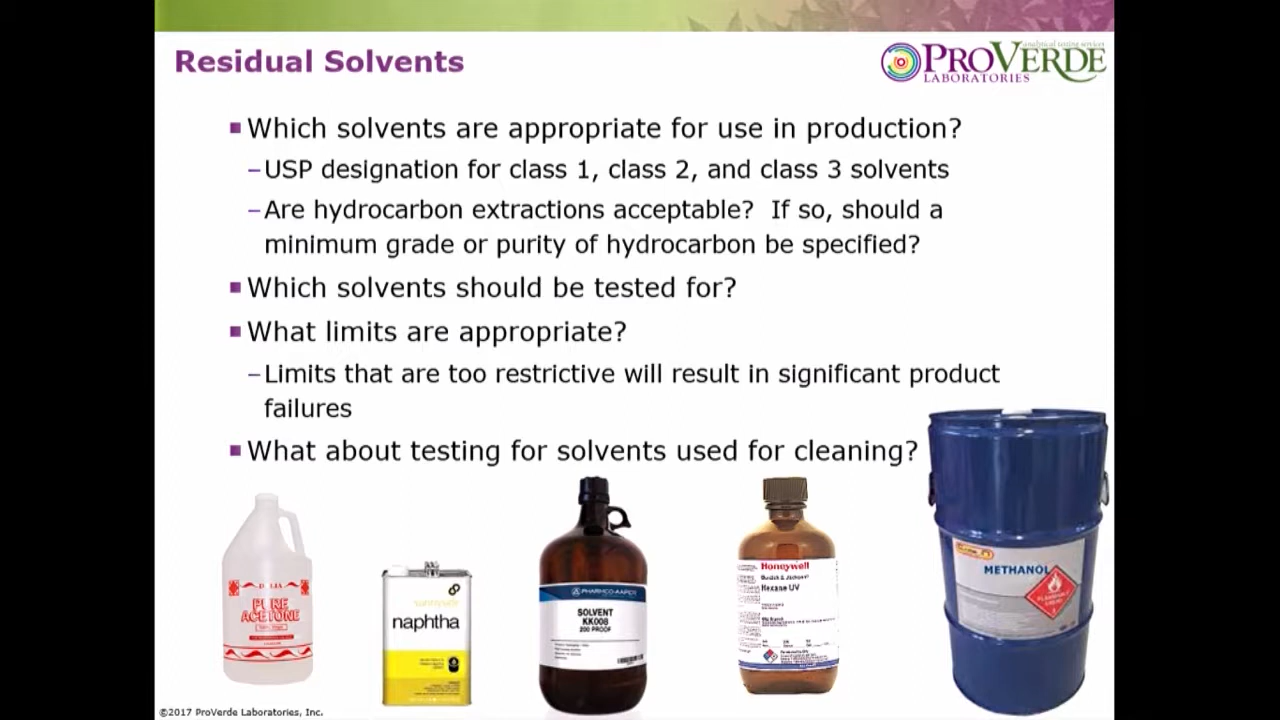 Residual Solvents
analytical testing services
PROVERDE
LABORATORIES
Which solvents are appropriate for use in production?
–USP designation for class 1, class 2, and class 3 solvents
–Are hydrocarbon extractions acceptable? If so, should a
minimum grade or purity of hydrocarbon be specified?
Which solvents should be tested for?
What limits are appropriate?
–Limits that are too restrictive will result in significant product
failures
What about testing for solvents used for cleaning?
PURE
ACETONE
naphtha
PHARMCO-AAPER
SOLVENT
KK008
200 PROOF
Honeywell
Burdick & Jackson
Hexane UV
METHANOL
FLAMMABLE
LIQUID
©2017 ProVerde Laboratories, Inc.